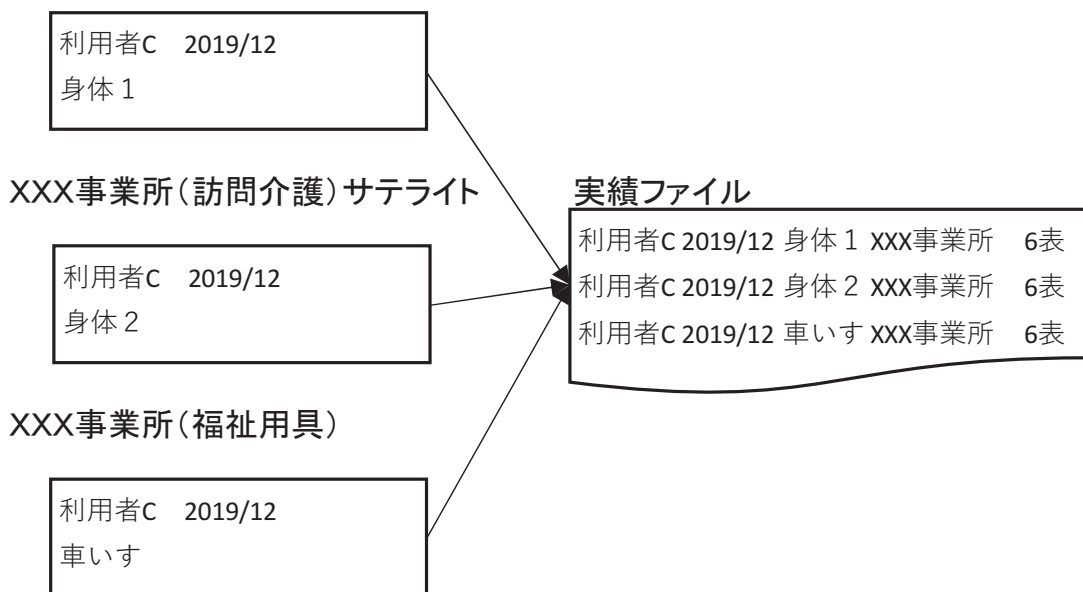 利用者C　2019/12
身体１
XXX事業所（訪問介護）サテライト
利用者C　2019/12
身体２
XXX事業所（福祉用具）
利用者C　2019/12
車いす
実績ファイル
利用者C 2019/12 身体１ XXX事業所　6表
利用者C 2019/12 身体２ XXX事業所　6表
利用者C 2019/12 車いす XXX事業所　6表